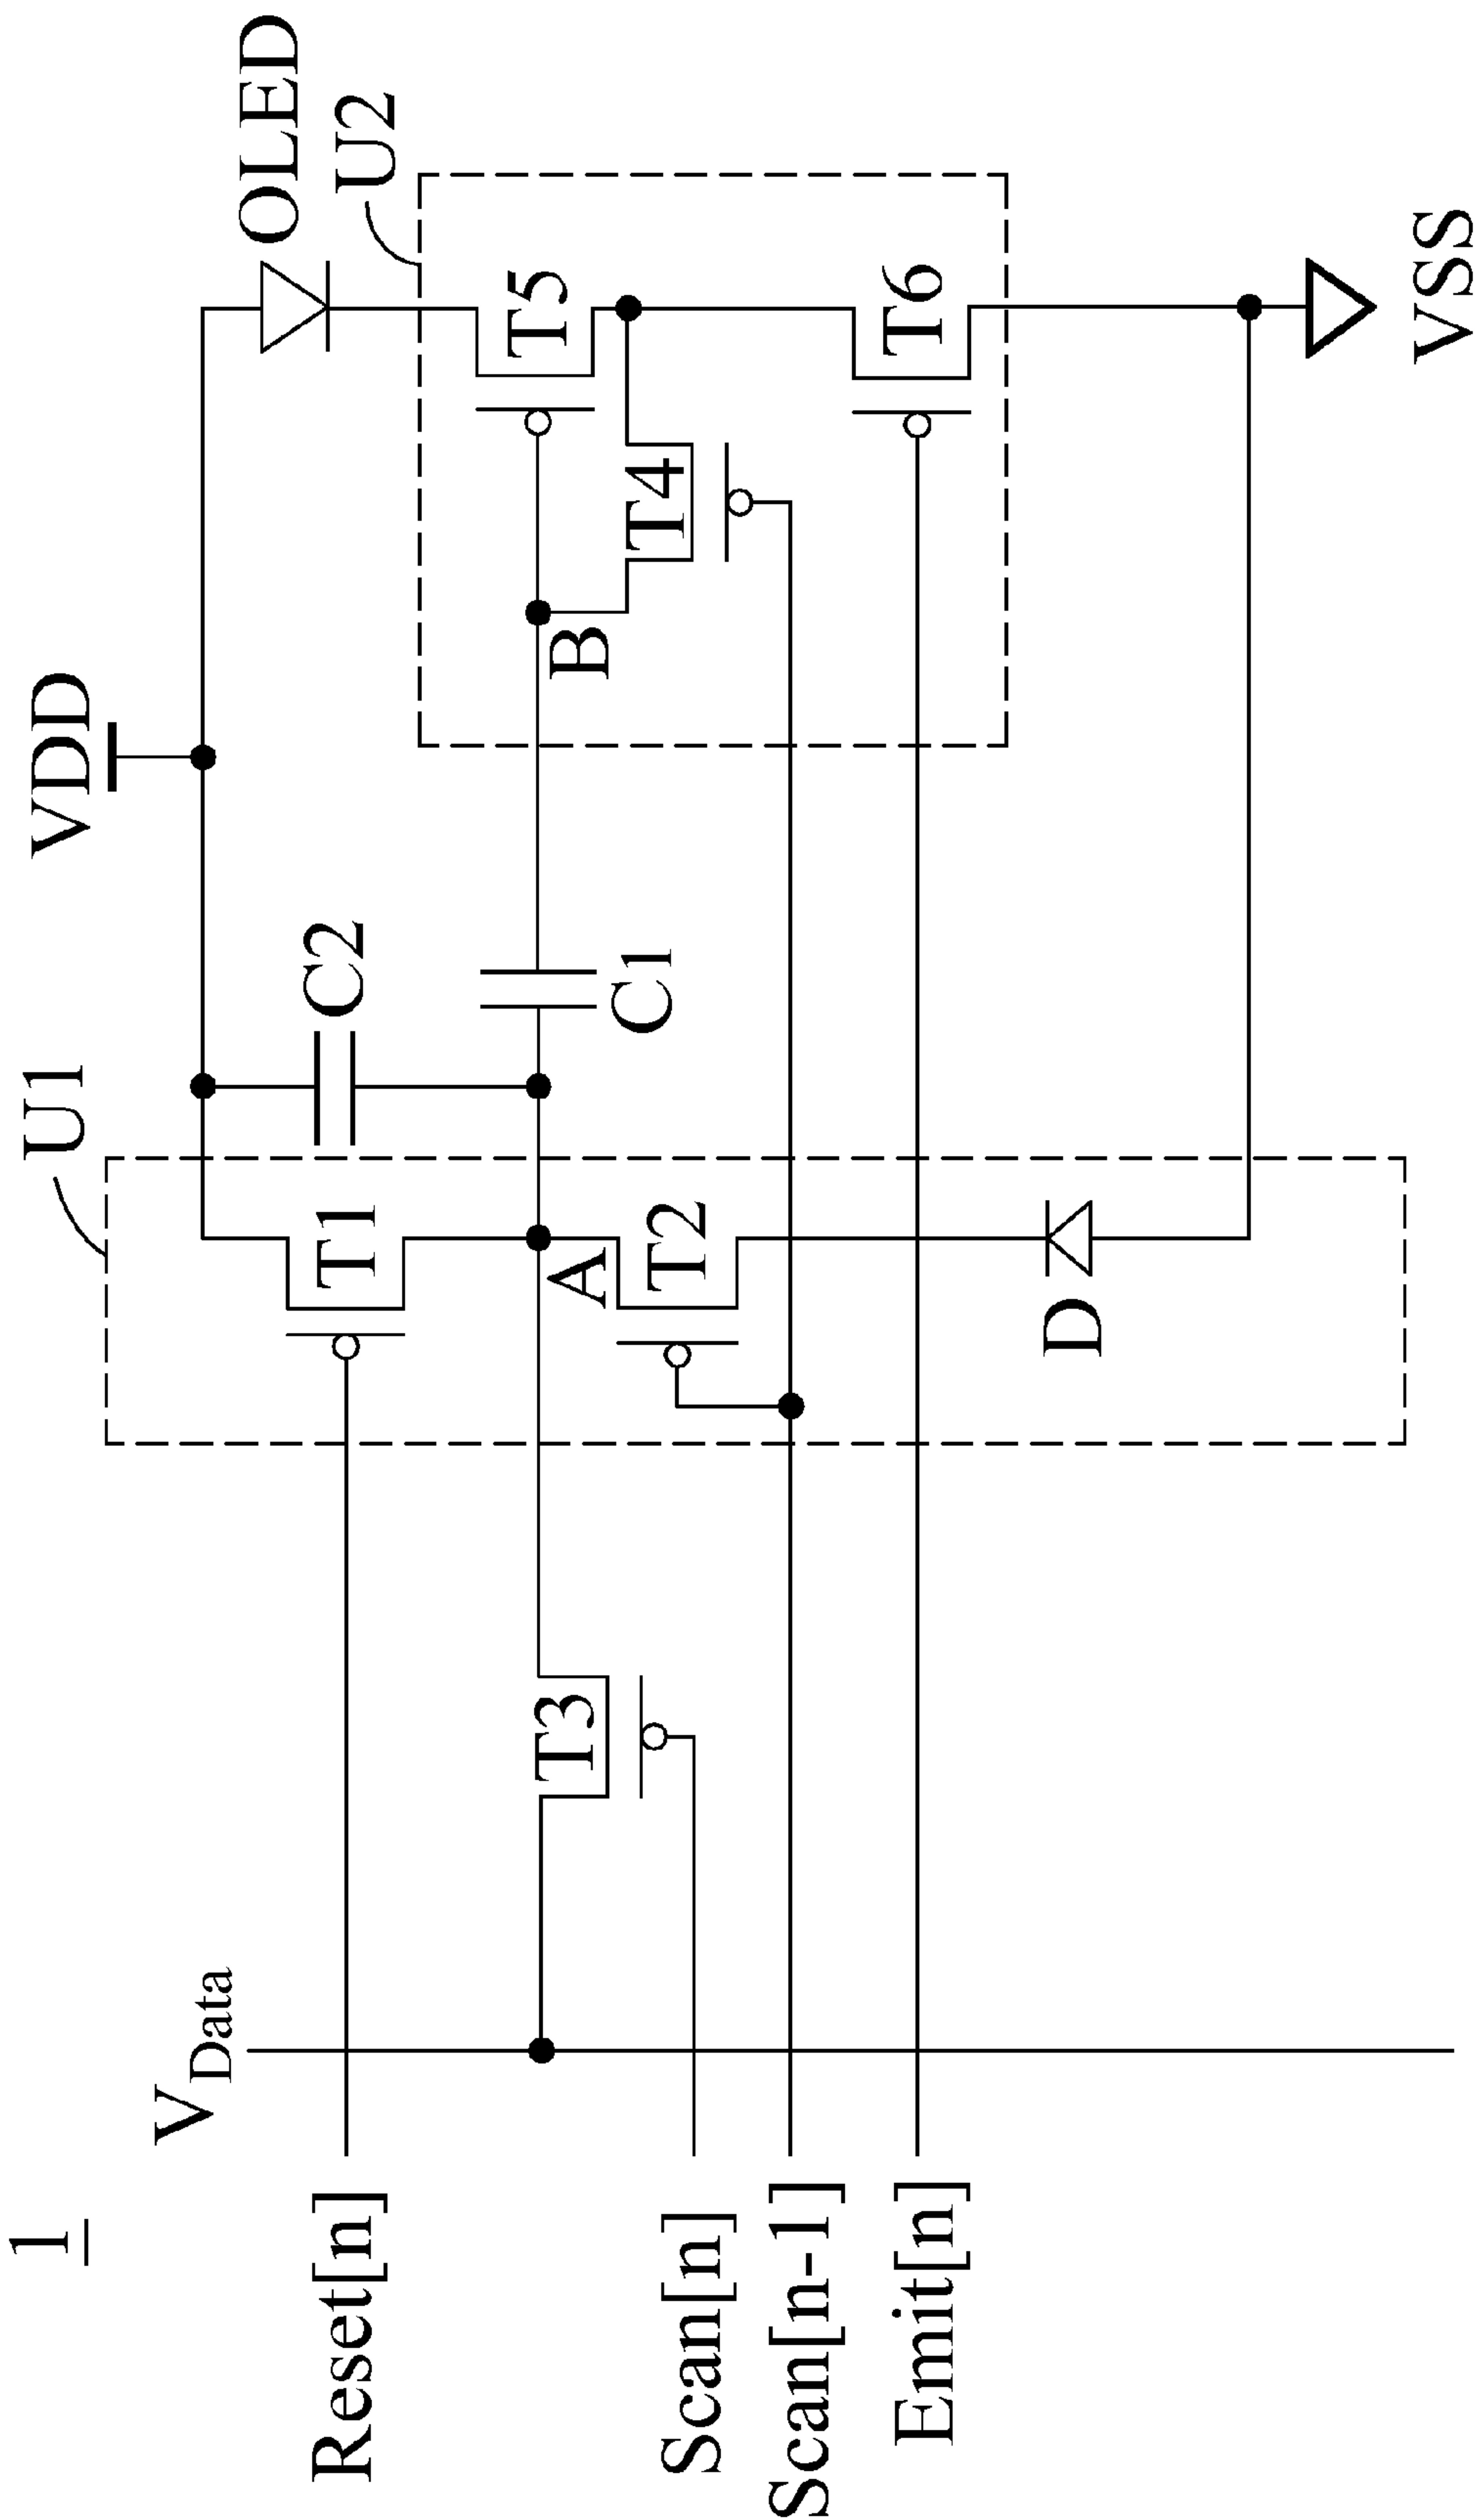 1
V Data
Reset[n]
Scan[n]
Scan[n-1]
Emit[n]
U1
T1
A
T2
T3
D
C2
C1
VDD
B
T4
T5
T6
U2
OLED
VSS